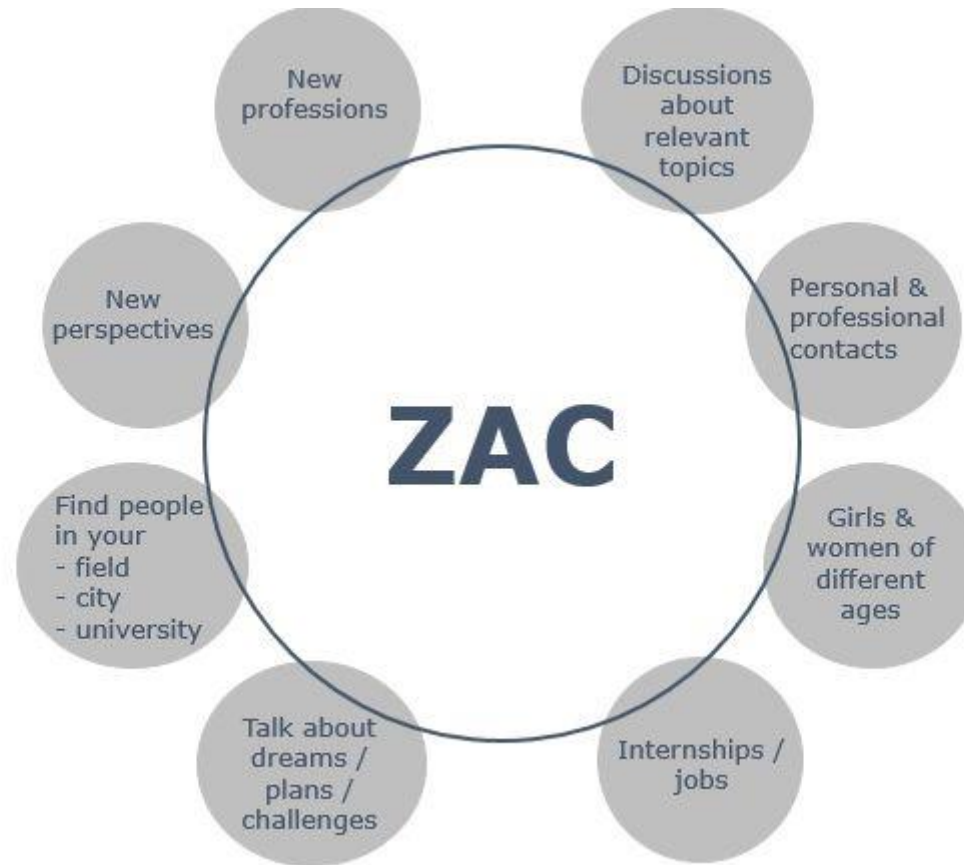 New
professions
Discussions
about
relevant
topics
New
perspectives
Personal &
professional
contacts
ZAC
Find people
in your
- field
- city
- university
Girls &
women of
different
ages
Talk about
dreams /
plans /
challenges
Internships /
jobs